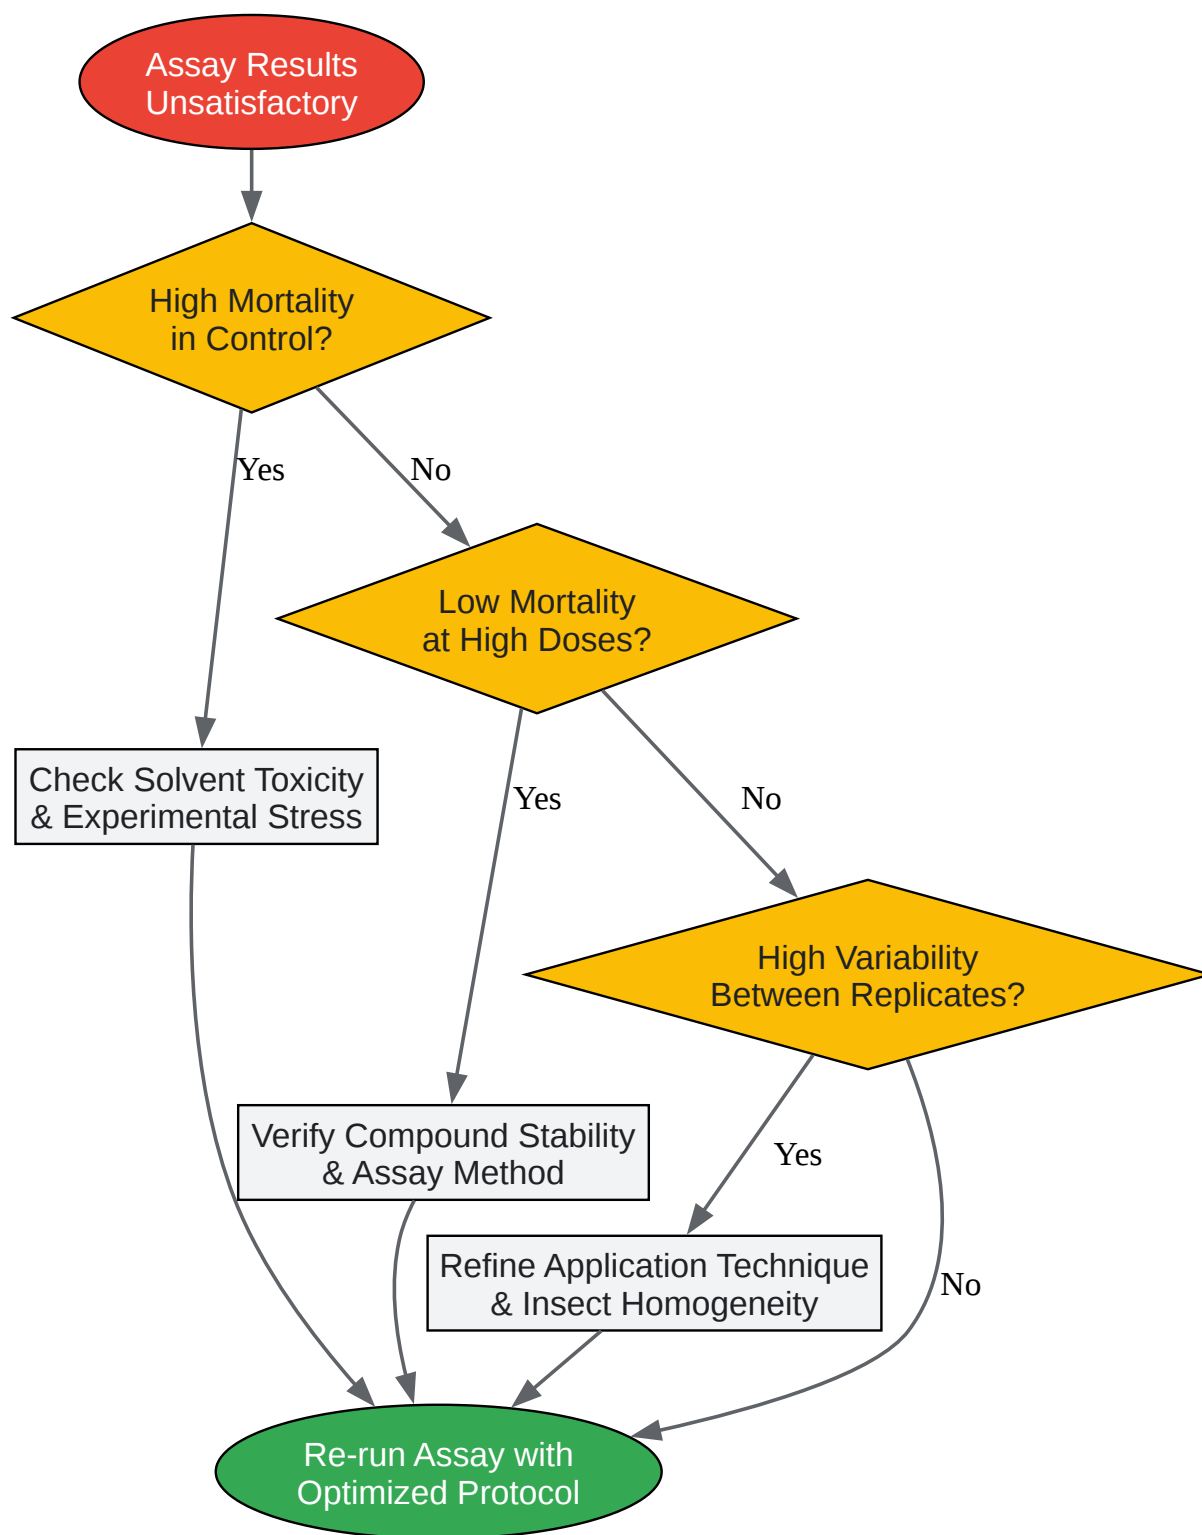 Assay Results
Unsatisfactory
High Mortality
in Control?
Yes
No
Low Mortality
at High Doses?
Check Solvent Toxicity
& Experimental Stress
Yes
No
High Variability
Between Replicates?
Verify Compound Stability
& Assay Method
Yes
Refine Application Technique
& Insect Homogeneity
No
Re-run Assay with
Optimized Protocol